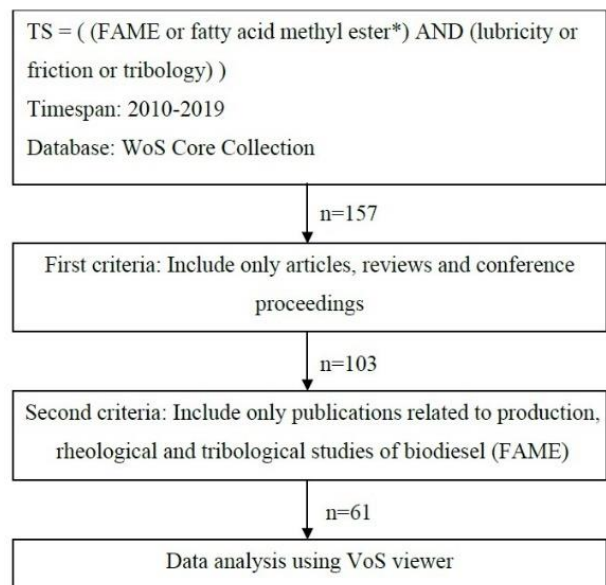 TS = ( (FAME or fatty acid methyl ester*) AND (lubricity or
friction or tribology) )
Timespan: 2010-2019
Database: WoS Core Collection
n=157
First criteria: Include only articles, reviews and conference
proceedings
n=103
Second criteria: Include only publications related to production,
rheological and tribological studies of biodiesel (FAME)
n=61
Data analysis using VoS viewer